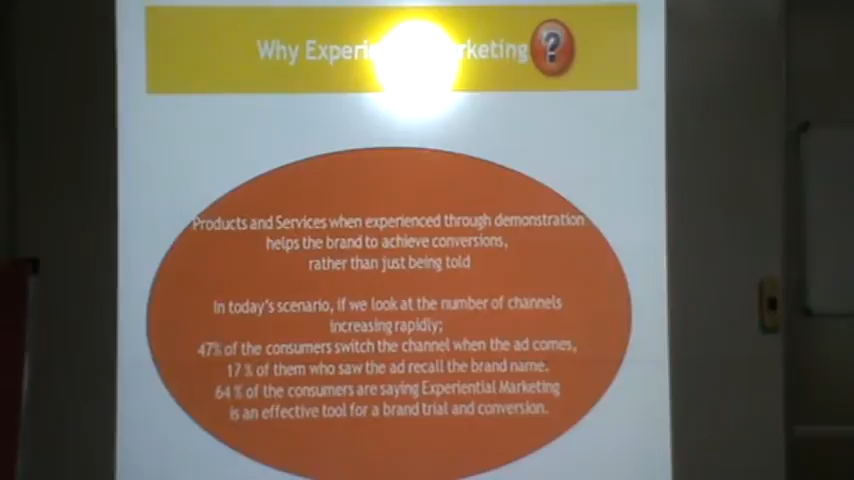 Why Experiential Marketing ?
Products and Services when experienced through demonstration
helps the brand to achieve conversions,
rather than just being told
In today's scenario, if we look at the number of channels
increasing rapidly;
47% of the consumers switch the channel when the ad comes,
17 % of them who saw the ad recall the brand name.
64 % of the consumers are saying Experiential Marketing
is an effective tool for a brand trial and conversion.